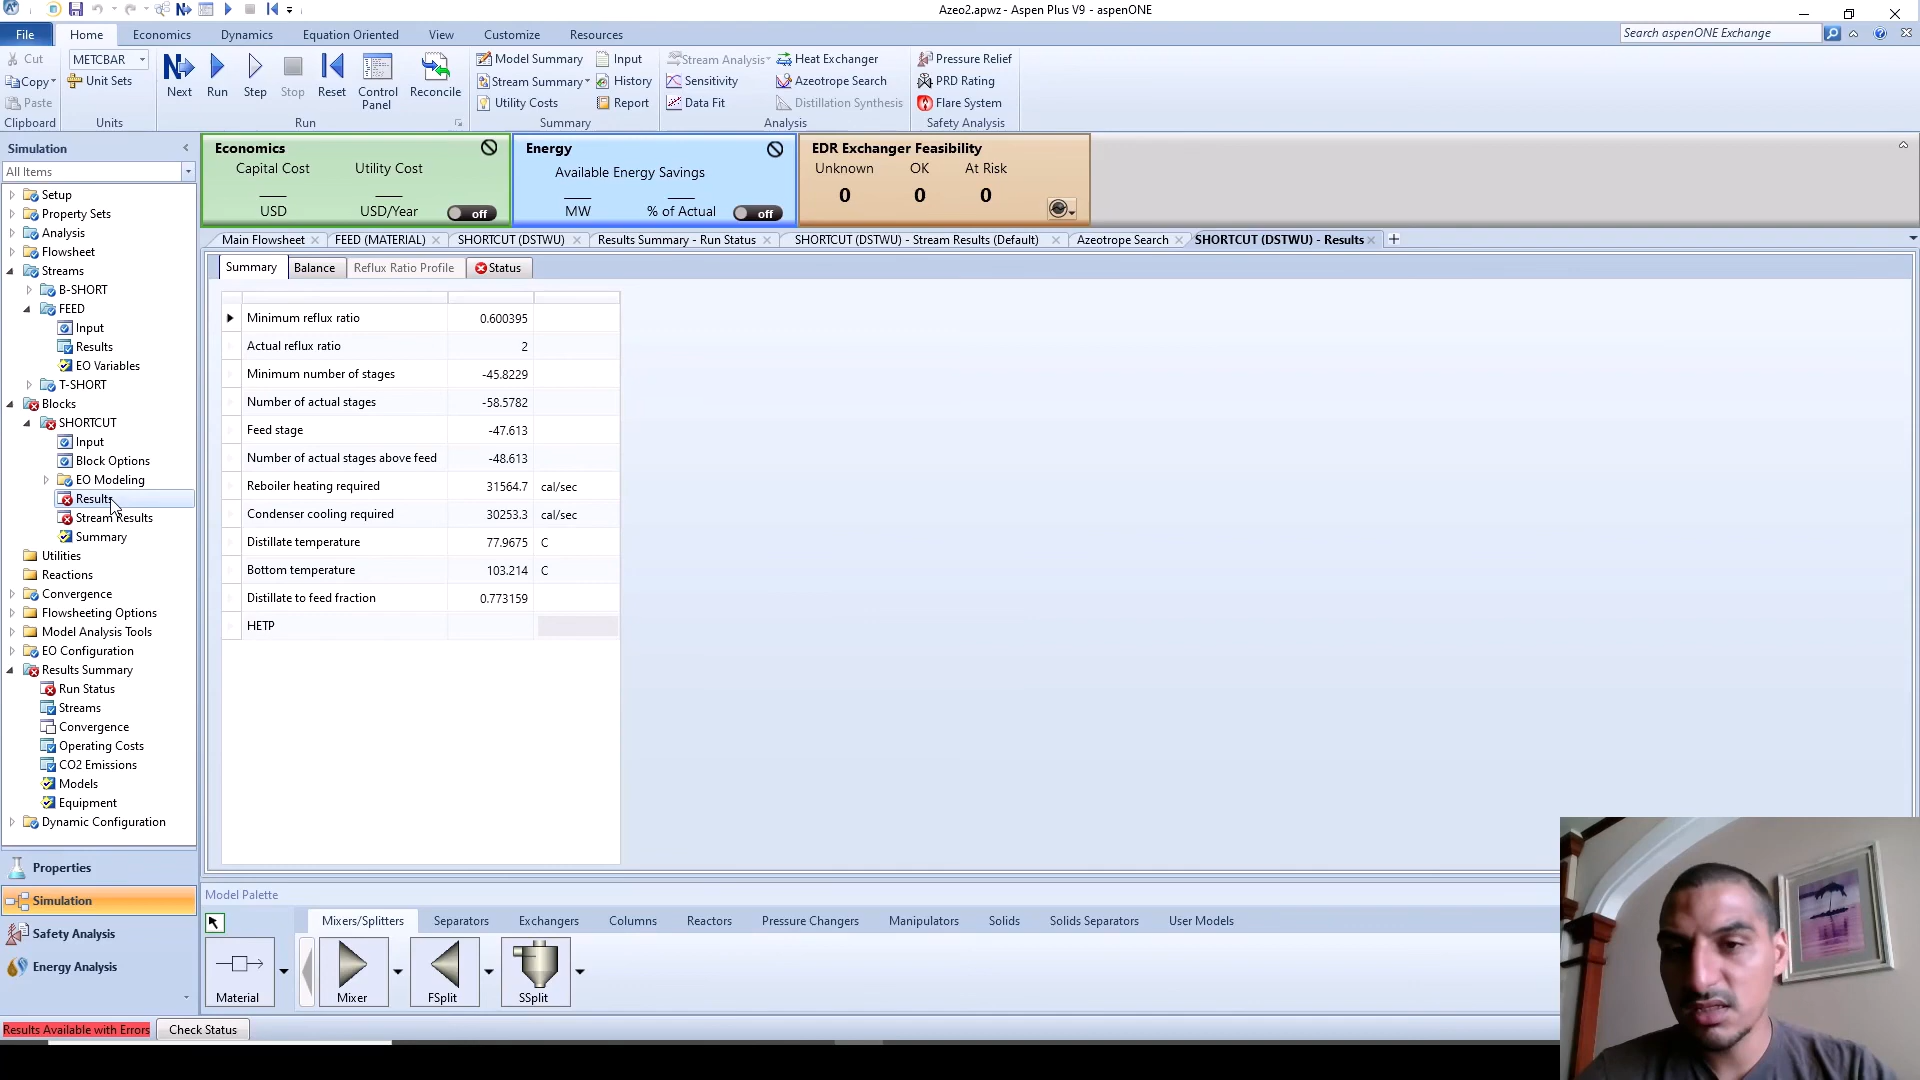 Azeo2.apwz - Aspen Plus V9 - aspenONE
File Home Economics Dynamics Equation Oriented View Customize Resources Search aspenONE Exchange
Cut METCBAR Model Summary Input Stream Analysis Heat Exchanger Pressure Relief
Copy Unit Sets Next Run Step Stop Reset Control Panel Reconcile Stream Summary History Sensitivity Azeotrope Search PRD Rating
Paste Utility Costs Report Data Fit Distillation Synthesis Flare System
Clipboard Units Run Summary Analysis Safety Analysis
Economics
Capital Cost Utility Cost
USD USD/Year off
Energy
Available Energy Savings
MW % of Actual off
EDR Exchanger Feasibility
Unknown OK At Risk
0 0 0
Simulation
All Items
Setup
Property Sets
Analysis
Flowsheet
Streams
B-SHORT
FEED
Input
Results
EO Variables
T-SHORT
Blocks
SHORTCUT
Input
Block Options
EO Modeling
Results
Stream Results
Summary
Utilities
Reactions
Convergence
Flowsheeting Options
Model Analysis Tools
EO Configuration
Results Summary
Run Status
Streams
Convergence
Operating Costs
CO2 Emissions
Models
Equipment
Dynamic Configuration
Properties
Simulation
Safety Analysis
Energy Analysis
Main Flowsheet FEED (MATERIAL) SHORTCUT (DSTWU) Results Summary - Run Status SHORTCUT (DSTWU) - Stream Results (Default) Azeotrope Search SHORTCUT (DSTWU) - Results
Summary Balance Reflux Ratio Profile Status
Minimum reflux ratio 0.600395
Actual reflux ratio 2
Minimum number of stages -45.8229
Number of actual stages -58.5782
Feed stage -47.613
Number of actual stages above feed -48.613
Reboiler heating required 31564.7 cal/sec
Condenser cooling required 30253.3 cal/sec
Distillate temperature 77.9675 C
Bottom temperature 103.214 C
Distillate to feed fraction 0.773159
HETP
Model Palette
Mixers/Splitters Separators Exchangers Columns Reactors Pressure Changers Manipulators Solids Solids Separators User Models
Material Mixer FSplit SSplit
Results Available with Errors Check Status